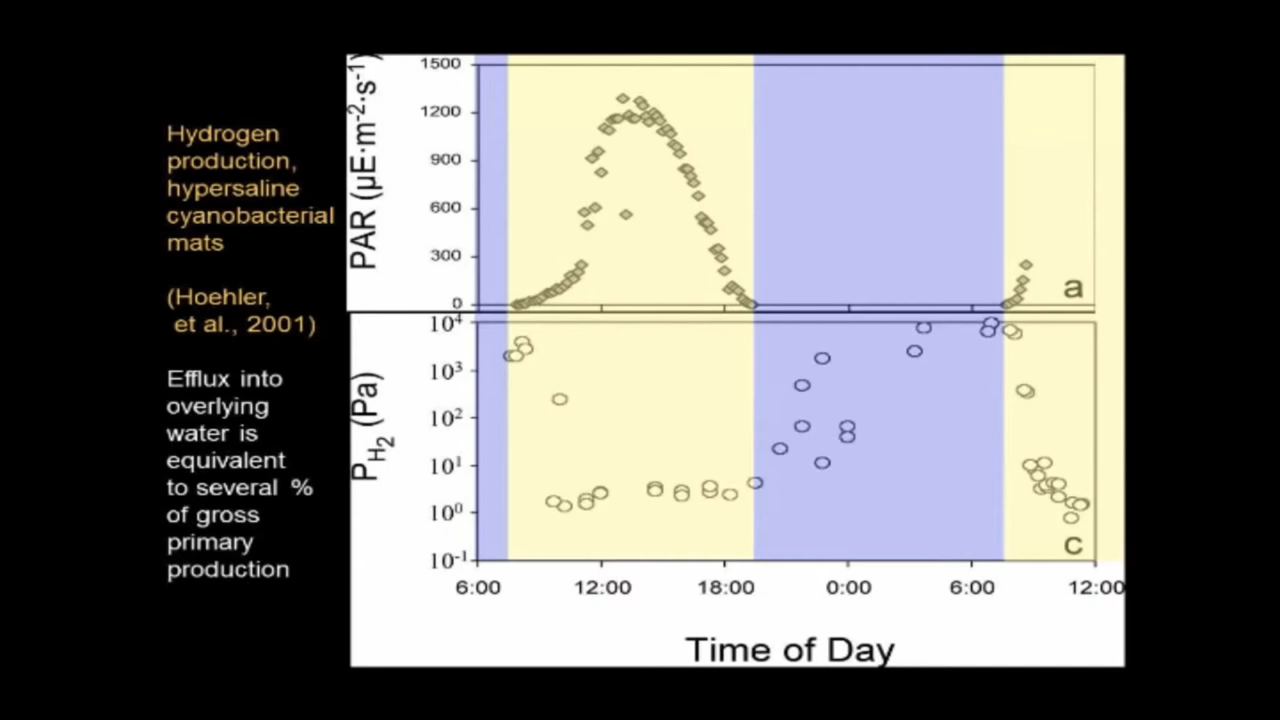 Hydrogen
production,
hypersaline
cyanobacterial
mats
(Hoehler,
et al., 2001)
Efflux into
overlying
water is
equivalent
to several %
of gross
primary
production
PAR (µE·m⁻²·s⁻¹)
1500
1200
900
600
300
0
a
P_H₂ (Pa)
10⁴
10³
10²
10¹
10⁰
10⁻¹
c
6:00 12:00 18:00 0:00 6:00 12:00
Time of Day